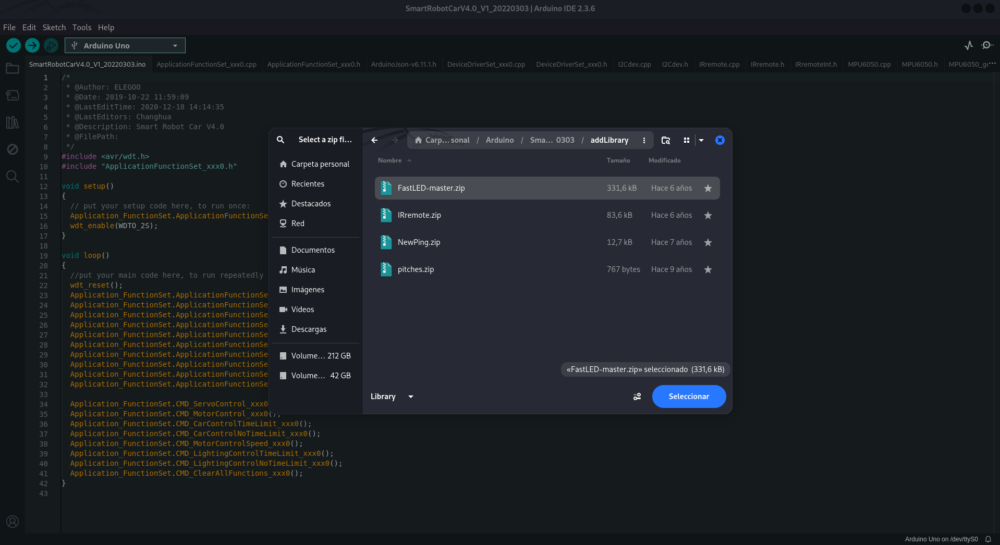 SmartRobotCarV4.0_V1_20220303 | Arduino IDE 2.3.6
File Edit Sketch Tools Help
Arduino Uno
SmartRobotCarV4.0_V1_20220303.ino ApplicationFunctionSet_xxx0.cpp ApplicationFunctionSet_xxx0.h ArduinoJson-v6.11.1.h DeviceDriverSet_xxx0.cpp DeviceDriverSet_xxx0.h I2Cdev.cpp I2Cdev.h IRremote.cpp IRremote.h IRremoteInt.h MPU6050.cpp MPU6050.h MPU6050_ge ...
1 /*
2 * @Author: ELEGOO
3 * @Date: 2019-10-22 11:59:09
4 * @LastEditTime: 2020-12-18 14:14:35
5 * @LastEditors: Changhua
6 * @Description: Smart Robot Car V4.0
7 * @FilePath:
8 */
9 #include <avr/wdt.h>
10 #include "ApplicationFunctionSet_xxx0.h"
11
12 void setup()
13 {
14 // put your setup code here, to run once:
15 Application_FunctionSet.ApplicationFunctionSe
16 wdt_enable(WDTO_2S);
17 }
18
19 void loop()
20 {
21 //put your main code here, to run repeatedly
22 wdt_reset();
23 Application_FunctionSet.ApplicationFunctionSe
24 Application_FunctionSet.ApplicationFunctionSe
25 Application_FunctionSet.ApplicationFunctionSe
26 Application_FunctionSet.ApplicationFunctionSe
27 Application_FunctionSet.ApplicationFunctionSe
28 Application_FunctionSet.ApplicationFunctionSe
29 Application_FunctionSet.ApplicationFunctionSe
30 Application_FunctionSet.ApplicationFunctionSe
31 Application_FunctionSet.ApplicationFunctionSe
32 Application_FunctionSet.ApplicationFunctionSe
33
34 Application_FunctionSet.CMD_ServoControl_xxx0
35 Application_FunctionSet.CMD_MotorControl_xxx0();
36 Application_FunctionSet.CMD_CarControlTimeLimit_xxx0();
37 Application_FunctionSet.CMD_CarControlNoTimeLimit_xxx0();
38 Application_FunctionSet.CMD_MotorControlSpeed_xxx0();
39 Application_FunctionSet.CMD_LightingControlTimeLimit_xxx0();
40 Application_FunctionSet.CMD_LightingControlNoTimeLimit_xxx0();
41 Application_FunctionSet.CMD_ClearAllFunctions_xxx0();
42 }
43
Select a zip fi...
Carp... sonal / Arduino / Sma... 0303 / addLibrary
Carpeta personal
Recientes
Destacados
Red
Documentos
Música
Imágenes
Vídeos
Descargas
Volume... 212 GB
Volume... 42 GB
Nombre Tamaño Modificado
FastLED-master.zip 331,6 kB Hace 6 años
IRremote.zip 83,6 kB Hace 6 años
NewPing.zip 12,7 kB Hace 7 años
pitches.zip 767 bytes Hace 9 años
«FastLED-master.zip» seleccionado (331,6 kB)
Library Seleccionar
Arduino Uno on /dev/ttyS0